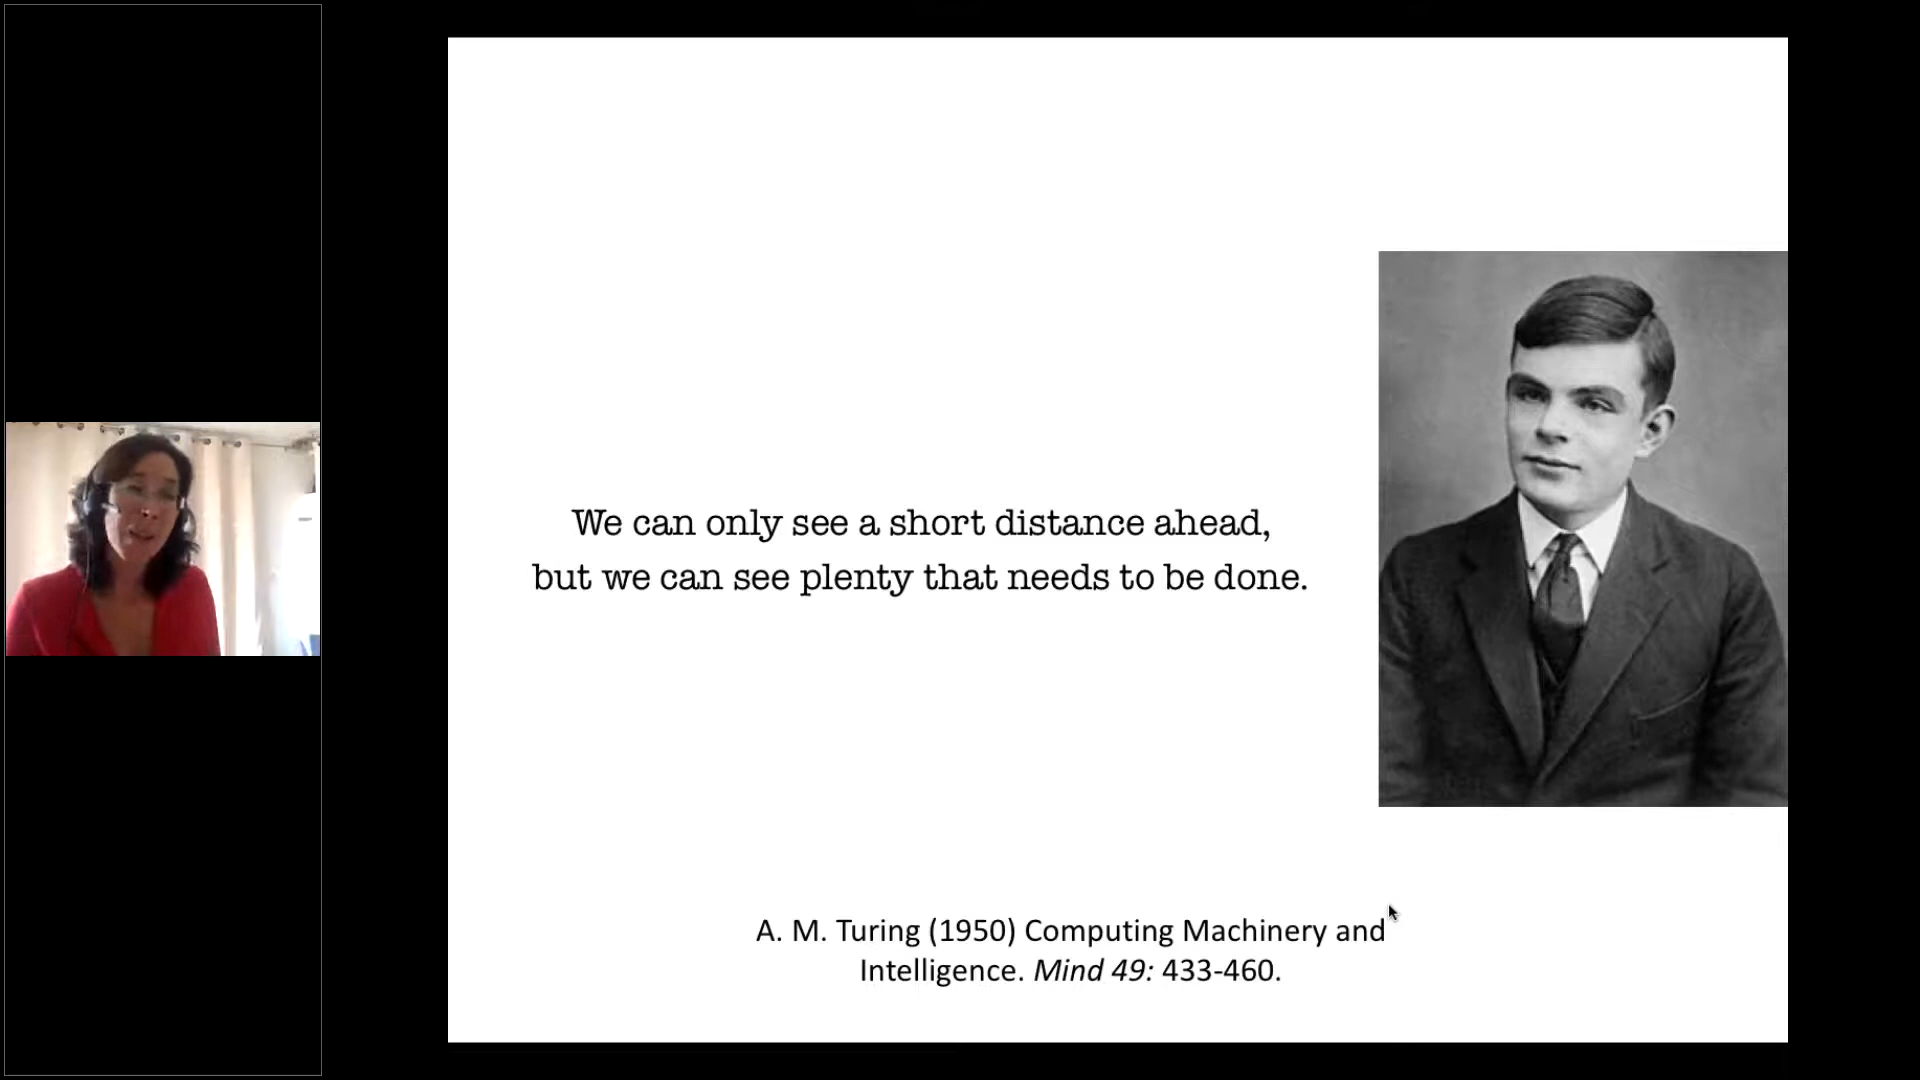 We can only see a short distance ahead,
but we can see plenty that needs to be done.
A. M. Turing (1950) Computing Machinery and
Intelligence. Mind 49: 433-460.